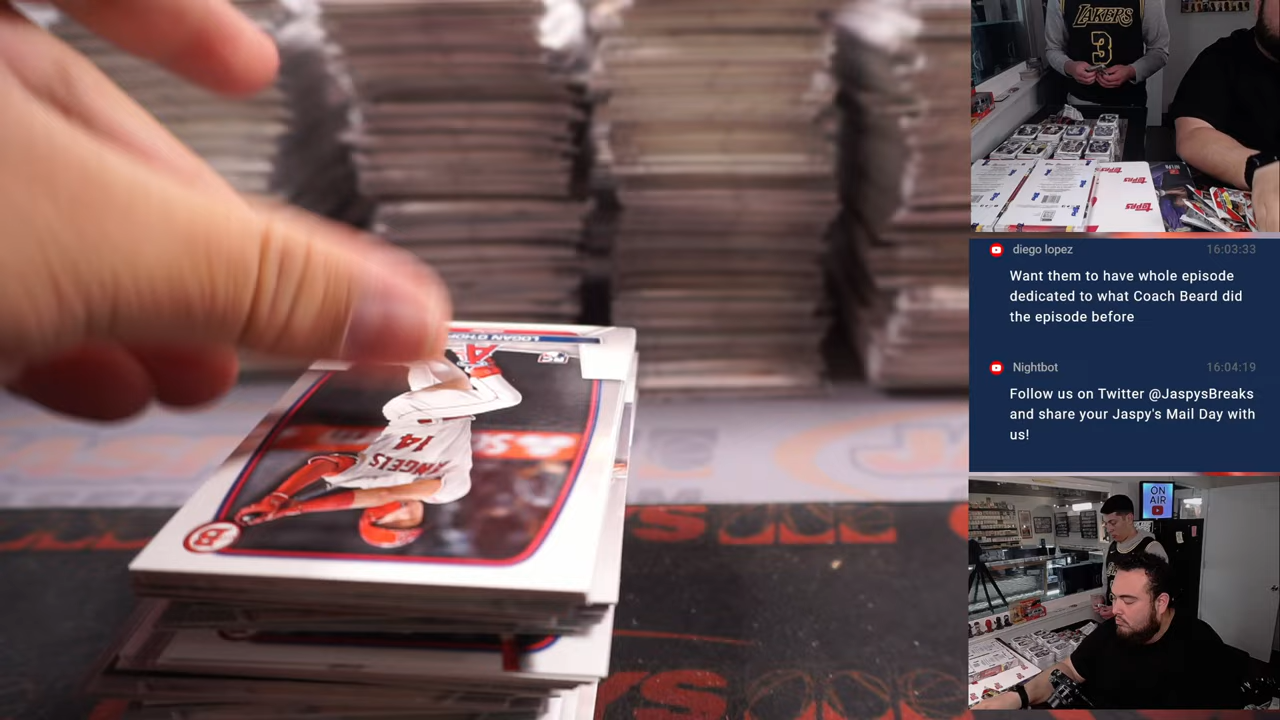 LAKERS
3
topps
diego lopez 16:03:33
Want them to have whole episode
dedicated to what Coach Beard did
the episode before
Nightbot 16:04:19
Follow us on Twitter @JaspysBreaks
and share your Jaspy's Mail Day with
us!
LOGAN O'HOP
14
ANGELS
B
ON
AIR